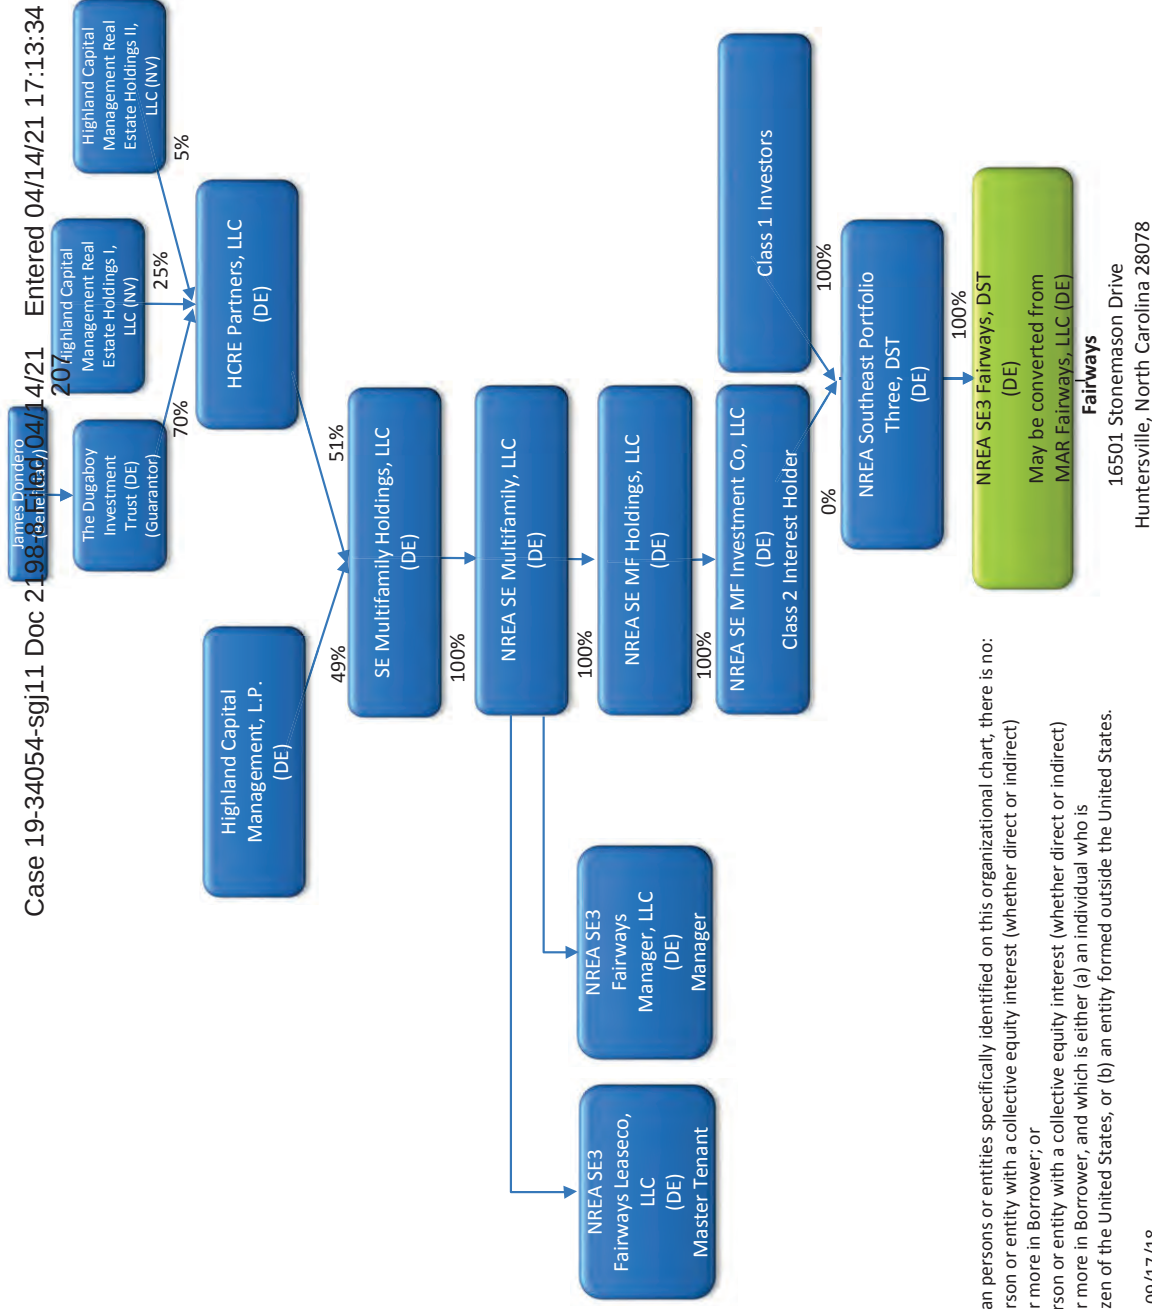 Case 19-34054-sgj11 Doc 2198-8 Filed 04/14/21 Entered 04/14/21 17:13:34
207
James Dondero
(Beneficiary)
The Dugaboy
Investment
Trust (DE)
(Guarantor)
Highland Capital
Management Real
Estate Holdings I,
LLC (NV)
Highland Capital
Management Real
Estate Holdings II,
LLC (NV)
70%
25%
5%
Highland Capital
Management, L.P.
(DE)
HCRE Partners, LLC
(DE)
49%
51%
SE Multifamily Holdings, LLC
(DE)
100%
NREA SE Multifamily, LLC
(DE)
100%
NREA SE3
Fairways Leaseco,
LLC
(DE)
Master Tenant
NREA SE3
Fairways
Manager, LLC
(DE)
Manager
NREA SE MF Holdings, LLC
(DE)
100%
NREA SE MF Investment Co, LLC
(DE)
Class 2 Interest Holder
Class 1 Investors
0%
100%
NREA Southeast Portfolio
Three, DST
(DE)
100%
NREA SE3 Fairways, DST
(DE)
May be converted from
MAR Fairways, LLC (DE)
Fairways
16501 Stonemason Drive
Huntersville, North Carolina 28078
an persons or entities specifically identified on this organizational chart, there is no:
rson or entity with a collective equity interest (whether direct or indirect)
r more in Borrower; or
rson or entity with a collective equity interest (whether direct or indirect)
r more in Borrower, and which is either (a) an individual who is
zen of the United States, or (b) an entity formed outside the United States.
09/17/18